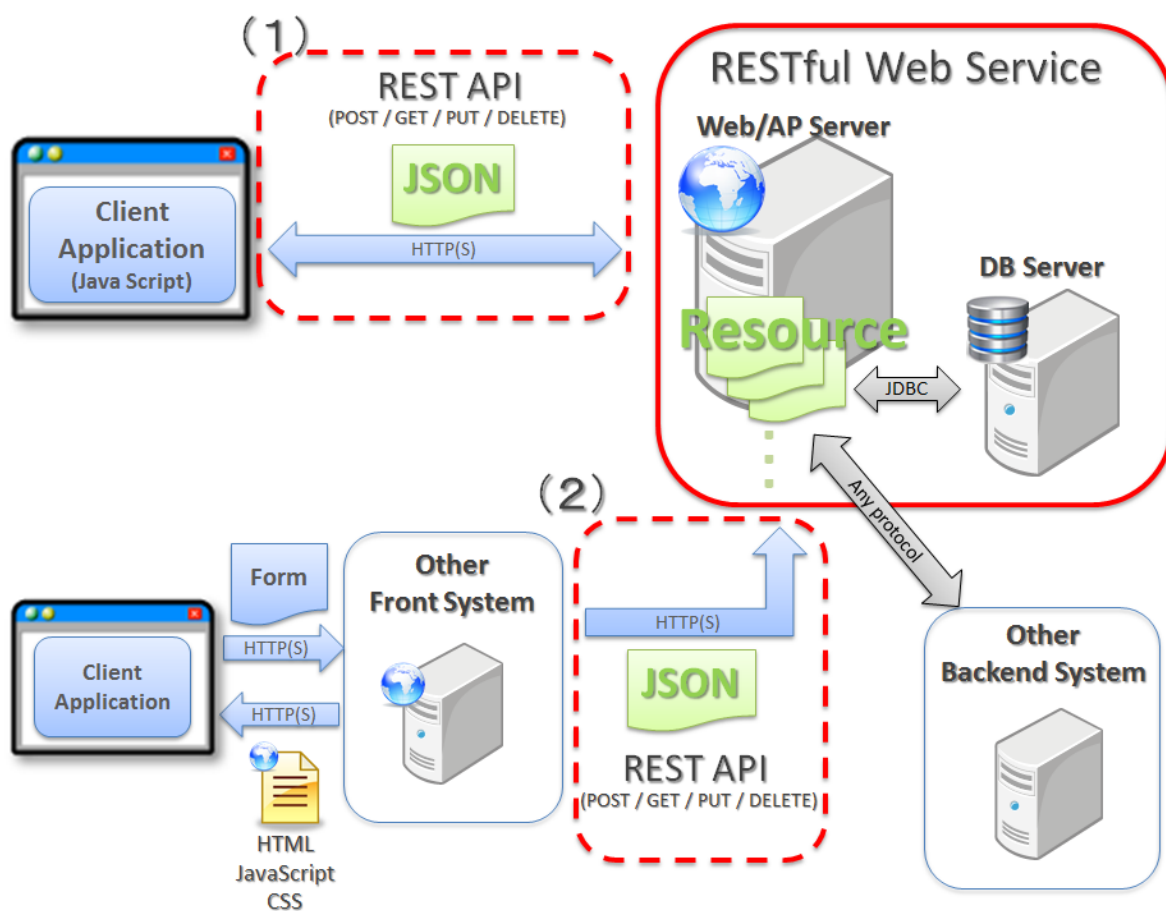 （1）
REST API
(POST / GET / PUT / DELETE)
JSON
HTTP(S)
Client
Application
(Java Script)
RESTful Web Service
Web/AP Server
Resource
DB Server
JDBC
Any protocol
（2）
Form
HTTP(S)
HTTP(S)
Client
Application
HTML
JavaScript
CSS
Other
Front System
HTTP(S)
JSON
REST API
(POST / GET / PUT / DELETE)
Other
Backend System